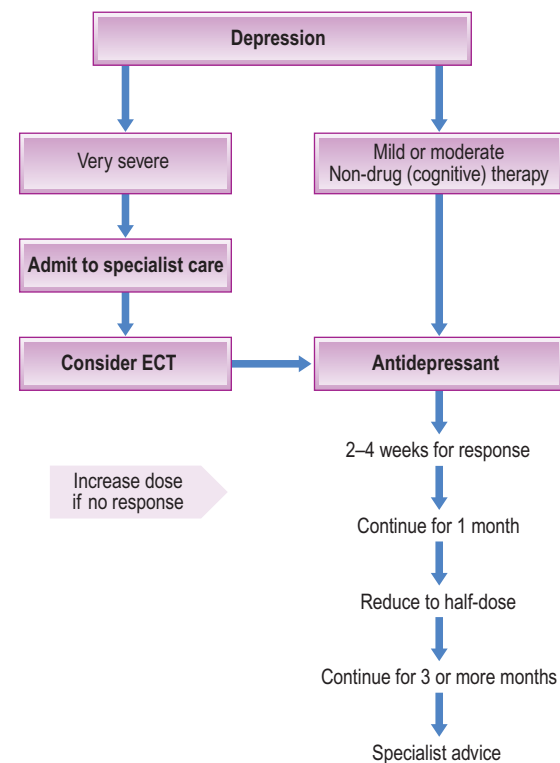 Depression
Very severe
Mild or moderate
Non-drug (cognitive) therapy
Admit to specialist care
Consider ECT
Antidepressant
2–4 weeks for response
Increase dose
if no response
Continue for 1 month
Reduce to half-dose
Continue for 3 or more months
Specialist advice